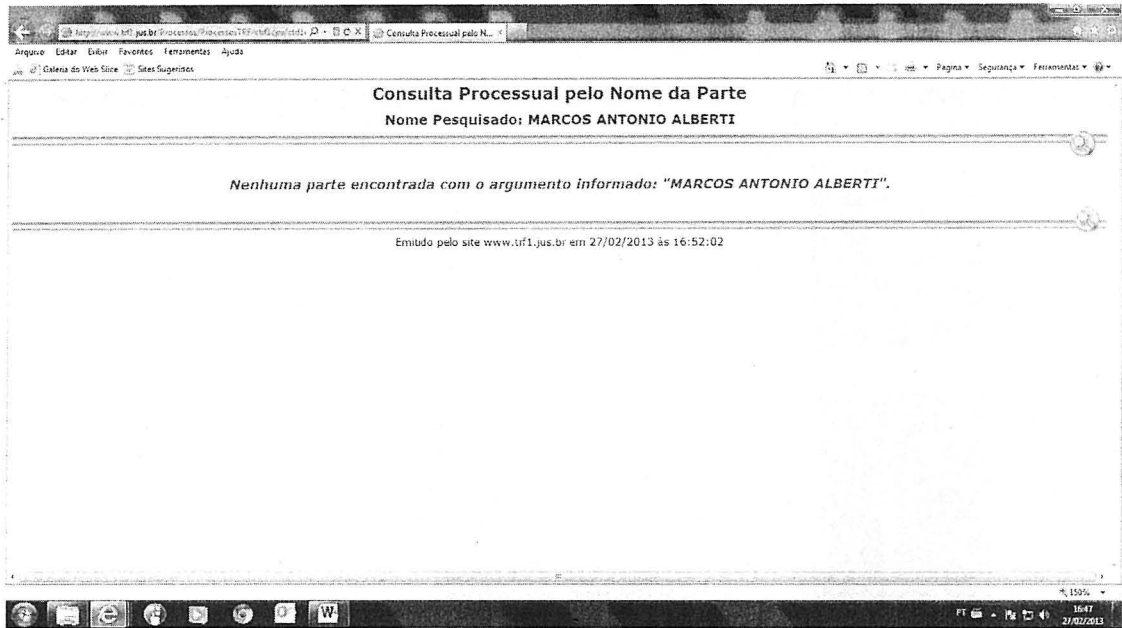 Consulta Processual pelo N...
Arquivo Editar Exibir Favoritos Ferramentas Ajuda
Galeria do Web Slice Sites Sugeridos
Página Segurança Ferramentas
Consulta Processual pelo Nome da Parte
Nome Pesquisado: MARCOS ANTONIO ALBERTI
Nenhuma parte encontrada com o argumento informado: "MARCOS ANTONIO ALBERTI".
Emitido pelo site www.trf1.jus.br em 27/02/2013 às 16:52:02
150%
W
PT
16:47
27/02/2013